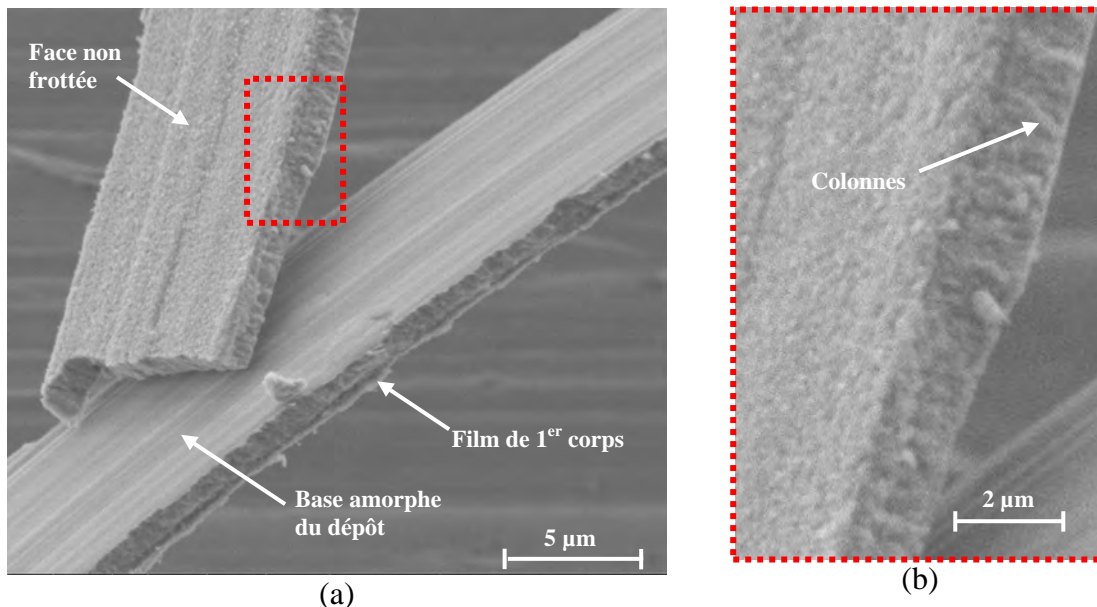 Face non
frottée
Film de 1er corps
Base amorphe
du dépôt
5 µm
(a)
Colonnes
2 µm
(b)